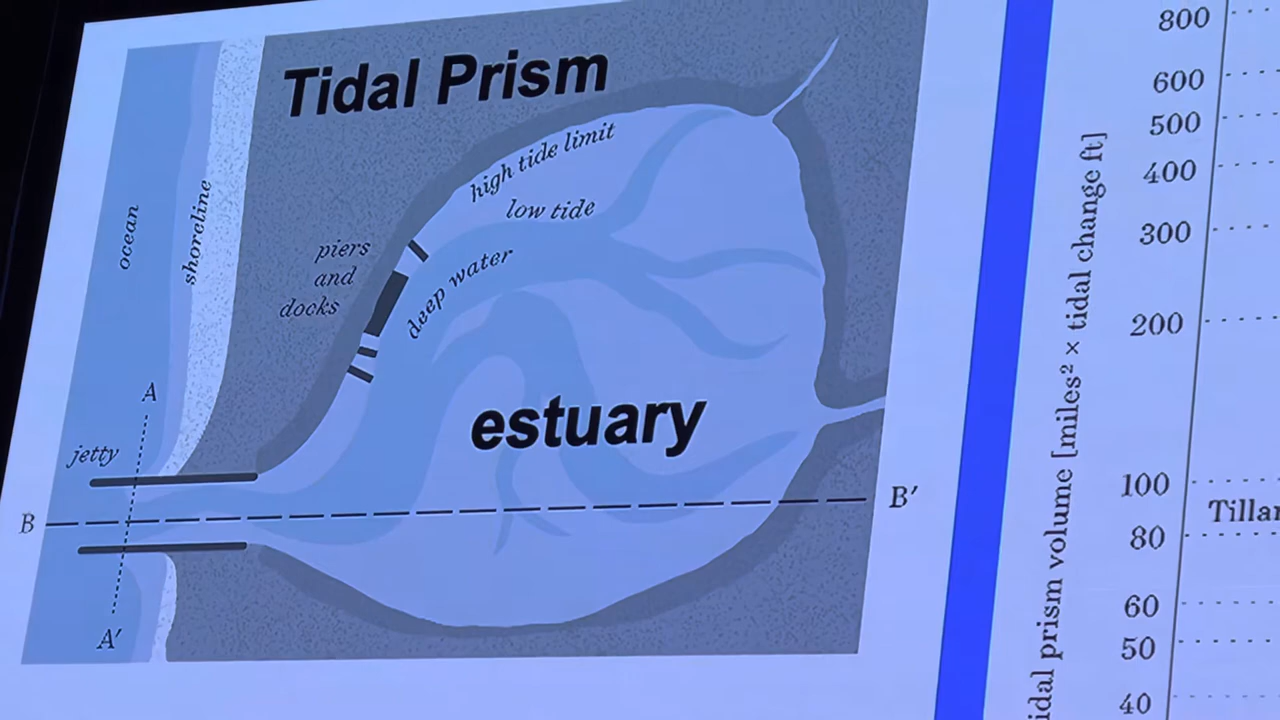 Tidal Prism
ocean
shoreline
high tide limit
low tide
deep water
piers
and
docks
estuary
A
jetty
B
B′
A′
idal prism volume [miles² × tidal change ft]
800
600
500
400
300
200
100
80
60
50
40
Tillar